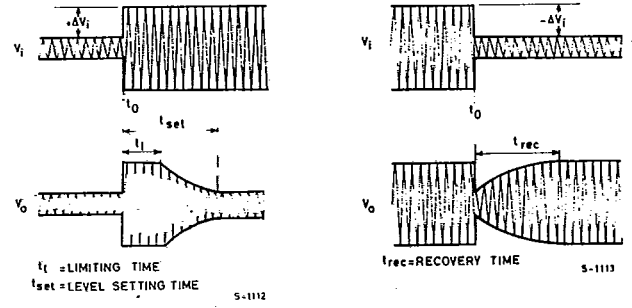 +ΔVi
Vi
t0
tset
tl
Vo
tl =LIMITING TIME
tset=LEVEL SETTING TIME
S-1112
-ΔVi
Vi
t0
trec
Vo
trec=RECOVERY TIME
S-1113